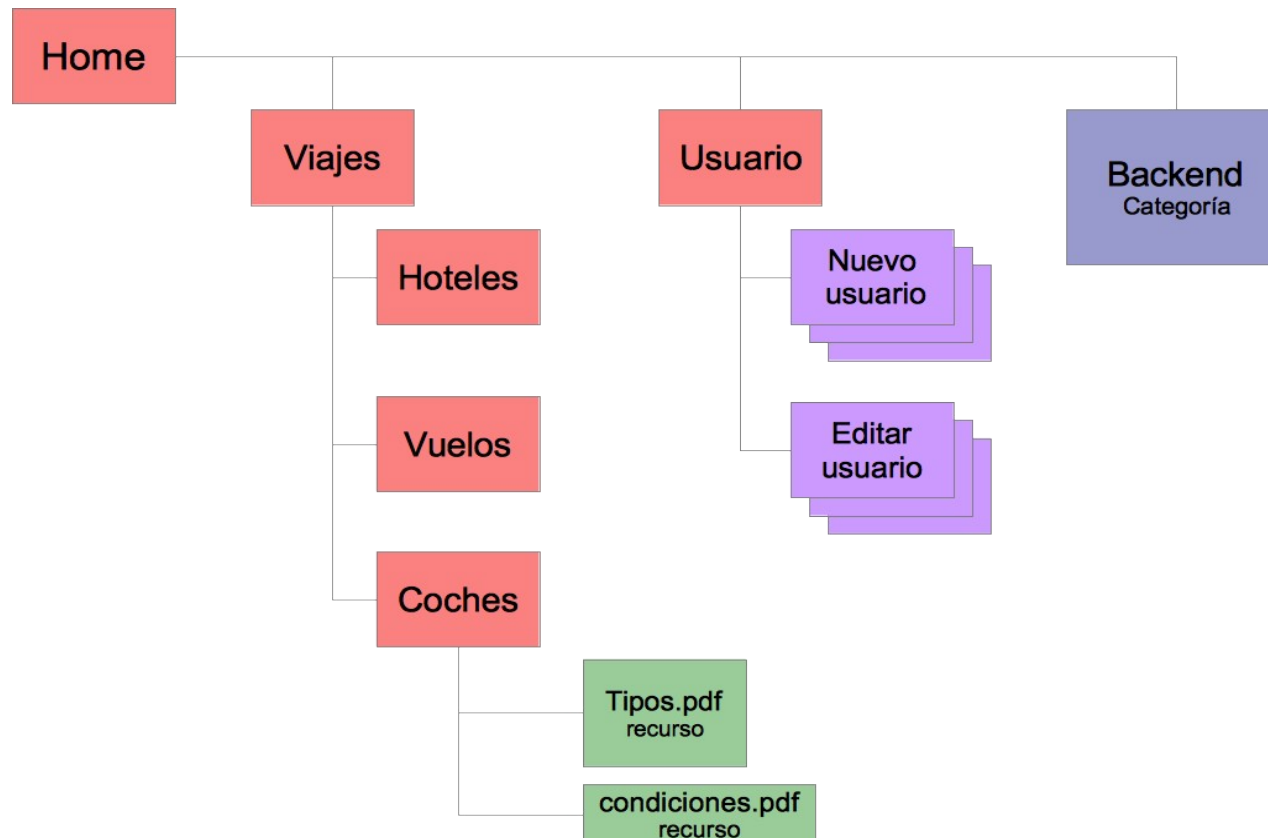 Home
Viajes
Usuario
Backend
Categoría
Hoteles
Nuevo
usuario
Vuelos
Editar
usuario
Coches
Tipos.pdf
recurso
condiciones.pdf
recurso